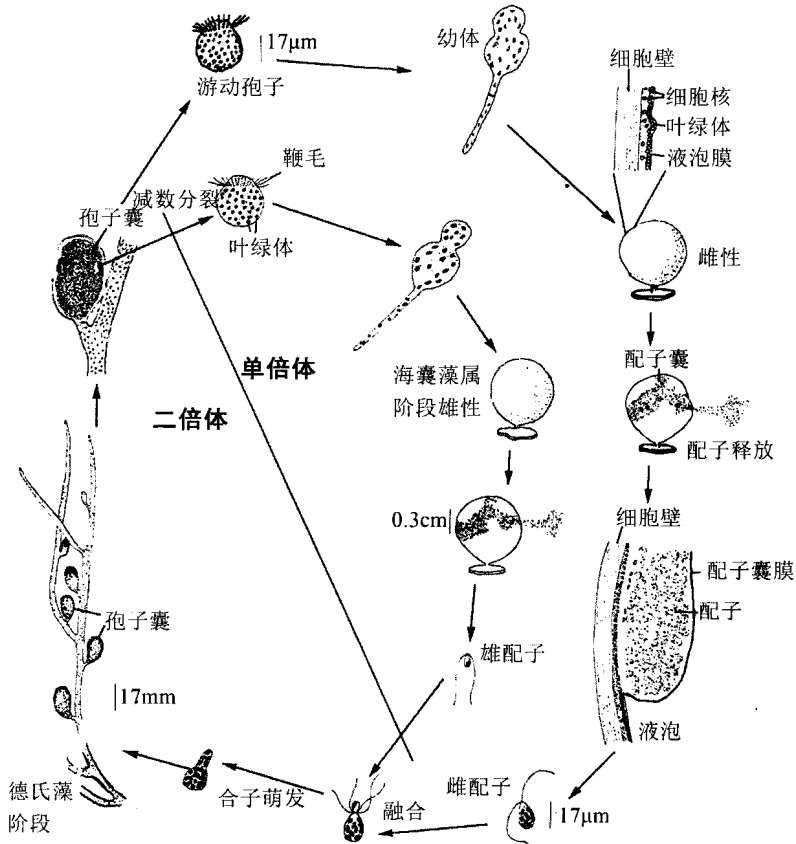 17μm
游动孢子
幼体
细胞壁
细胞核
叶绿体
液泡膜
鞭毛
减数分裂
孢子囊
叶绿体
雌性
单倍体
二倍体
海囊藻属
阶段雄性
配子囊
配子释放
0.3cm
细胞壁
配子囊膜
配子
孢子囊
雄配子
17mm
液泡
德氏藻
阶段
合子萌发
融合
雌配子
17μm